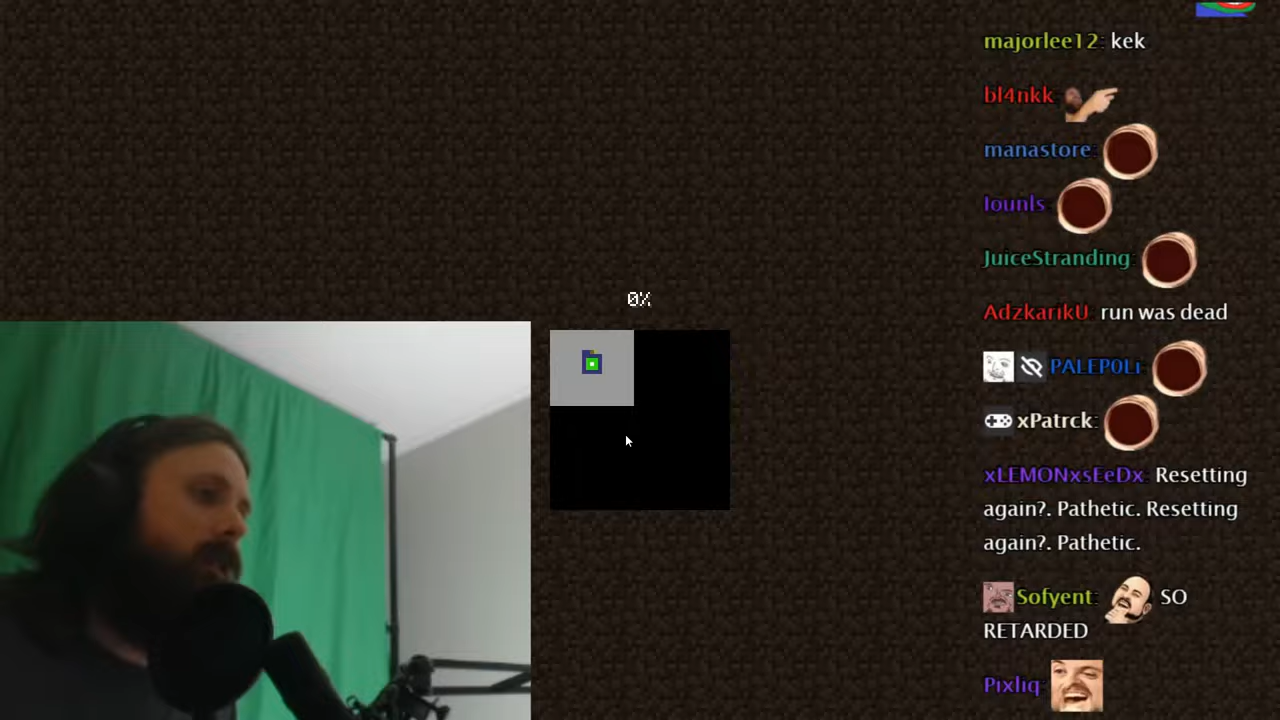 majorlee12: kek
bl4nkk
manastore:
lounls
JuiceStranding:
0%
AdzkarikU run was dead
PALEP0Li:
xPatrck:
xLEMONxsEeDx: Resetting
again?. Pathetic. Resetting
again?. Pathetic.
Sofyent: SO
RETARDED
Pixliq: